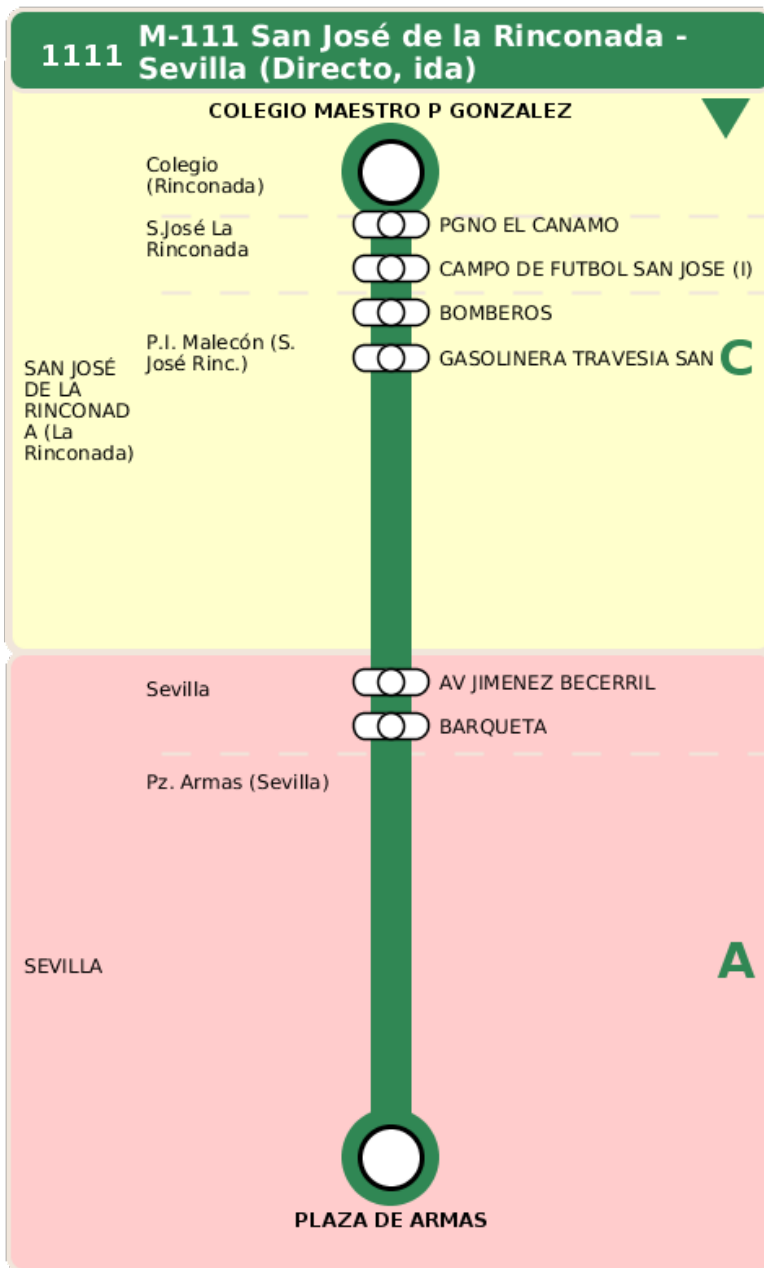 1111
M-111 San José de la Rinconada -
Sevilla (Directo, ida)
COLEGIO MAESTRO P GONZALEZ
Colegio
(Rinconada)
S.José La
Rinconada
PGNO EL CANAMO
CAMPO DE FUTBOL SAN JOSE (I)
BOMBEROS
P.I. Malecón (S.
José Rinc.)
GASOLINERA TRAVESIA SAN
C
SAN JOSÉ
DE LA
RINCONAD
A (La
Rinconada)
Sevilla
AV JIMENEZ BECERRIL
BARQUETA
Pz. Armas (Sevilla)
SEVILLA
A
PLAZA DE ARMAS